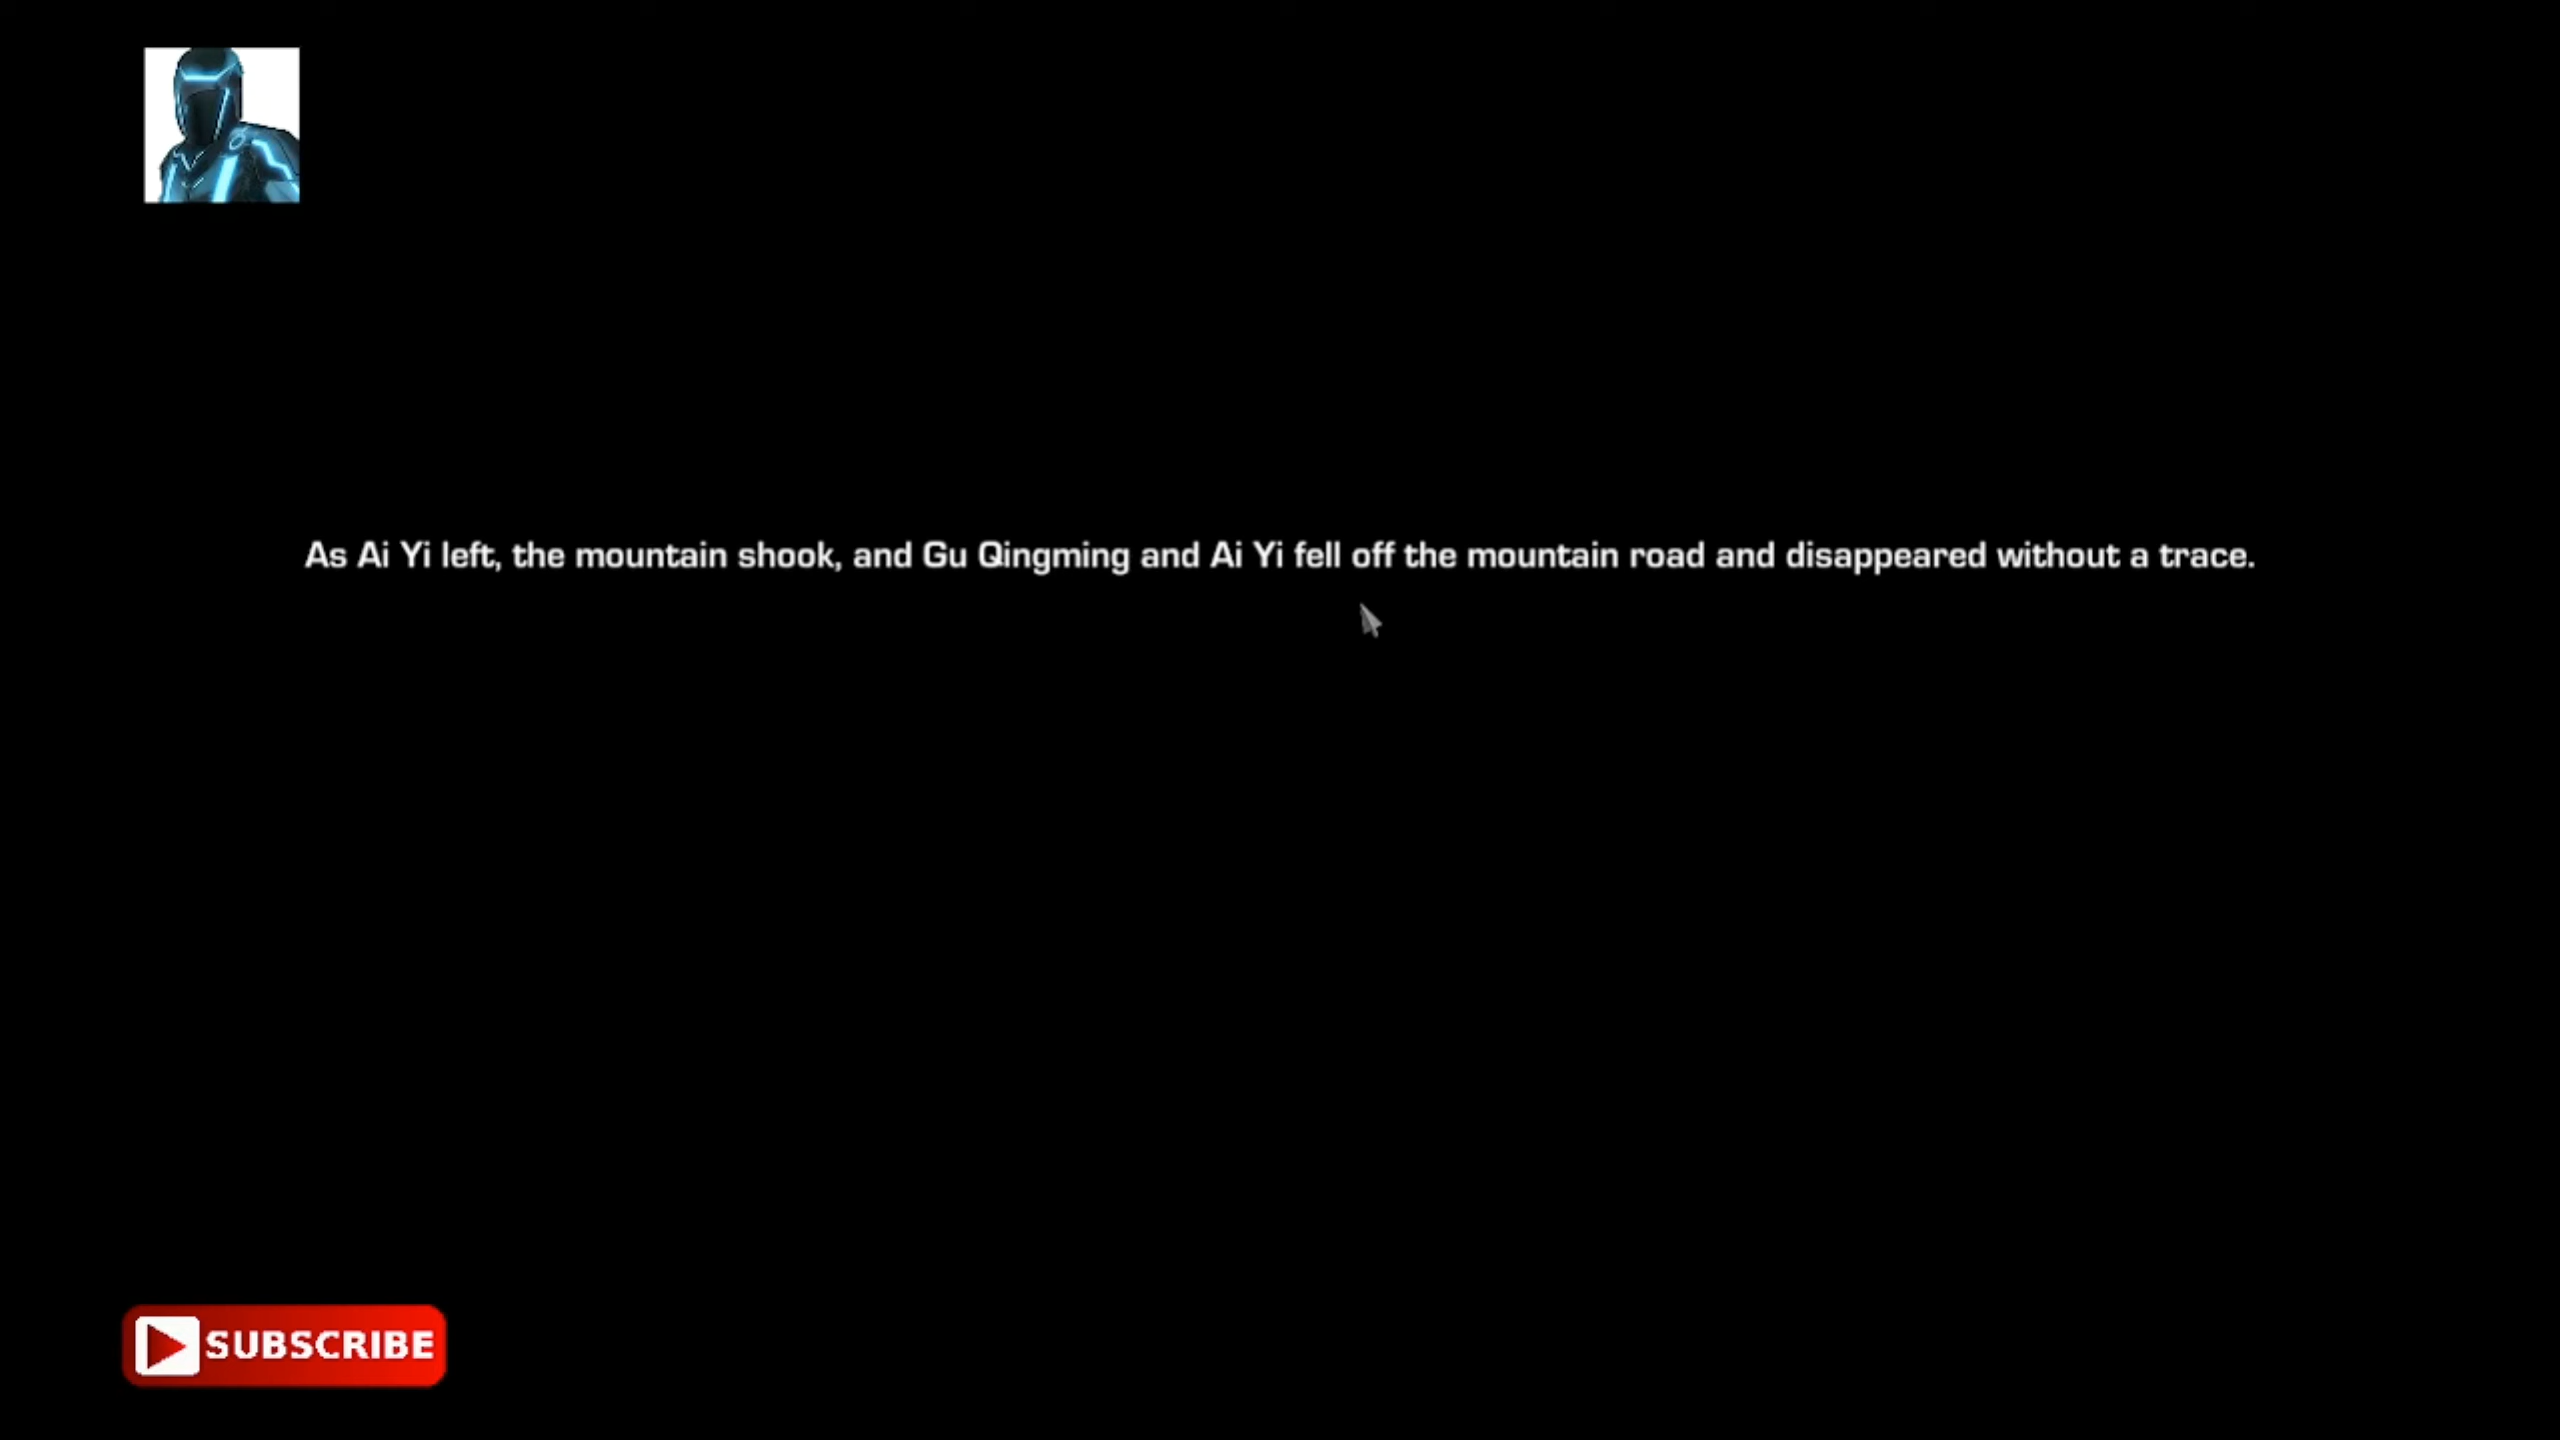 As Ai Yi left, the mountain shook, and Gu Qingming and Ai Yi fell off the mountain road and disappeared without a trace.
SUBSCRIBE